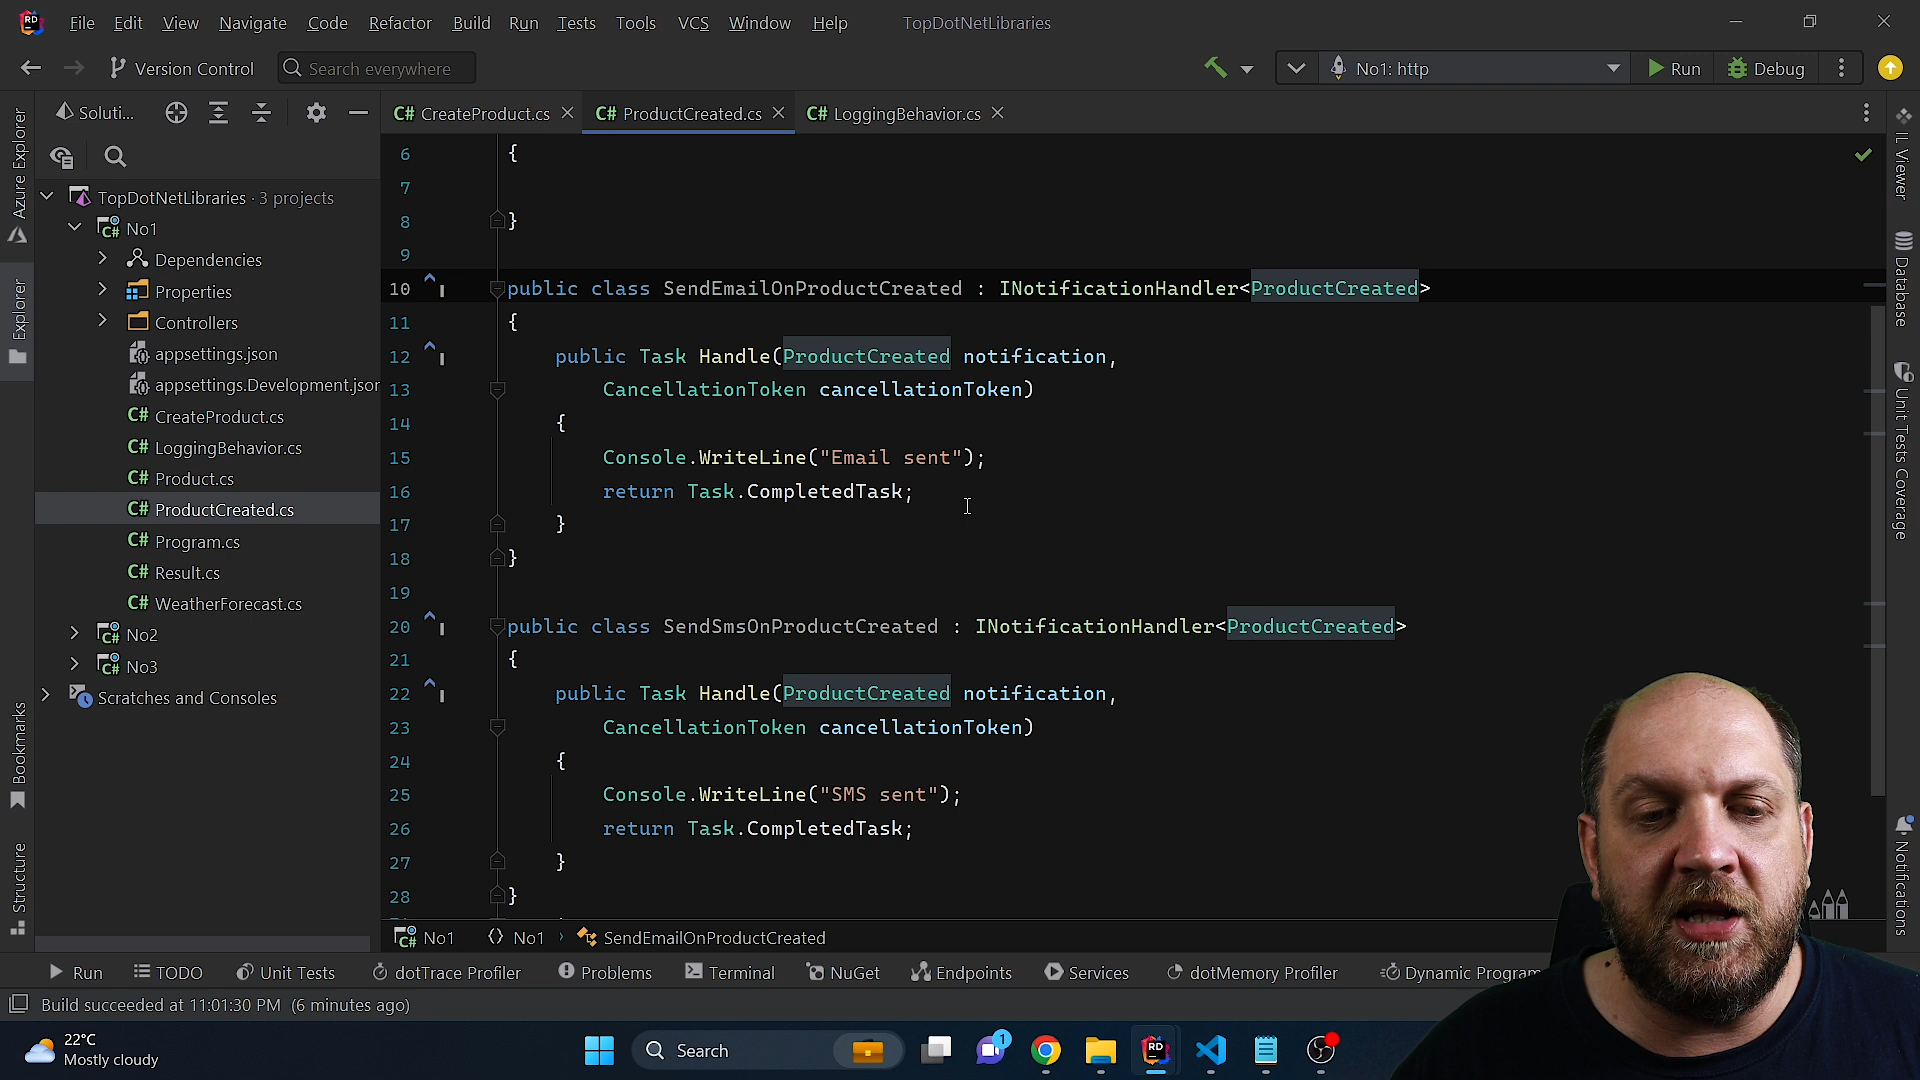 File Edit View Navigate Code Refactor Build Run Tests Tools VCS Window Help TopDotNetLibraries
Version Control Search everywhere No1: http Run Debug
Soluti... C# CreateProduct.cs C# ProductCreated.cs C# LoggingBehavior.cs
Azure Explorer
Explorer
Bookmarks
Structure
TopDotNetLibraries · 3 projects
No1
Dependencies
Properties
Controllers
appsettings.json
appsettings.Development.json
C# CreateProduct.cs
C# LoggingBehavior.cs
C# Product.cs
C# ProductCreated.cs
C# Program.cs
C# Result.cs
C# WeatherForecast.cs
No2
No3
Scratches and Consoles
6 {
7
8 }
9
10 public class SendEmailOnProductCreated : INotificationHandler<ProductCreated>
11 {
12 public Task Handle(ProductCreated notification,
13 CancellationToken cancellationToken)
14 {
15 Console.WriteLine("Email sent");
16 return Task.CompletedTask;
17 }
18 }
19
20 public class SendSmsOnProductCreated : INotificationHandler<ProductCreated>
21 {
22 public Task Handle(ProductCreated notification,
23 CancellationToken cancellationToken)
24 {
25 Console.WriteLine("SMS sent");
26 return Task.CompletedTask;
27 }
28 }
IL Viewer
Database
Unit Tests Coverage
Notifications
No1 No1 › SendEmailOnProductCreated
Run TODO Unit Tests dotTrace Profiler Problems Terminal NuGet Endpoints Services dotMemory Profiler Dynamic Program
Build succeeded at 11:01:30 PM (6 minutes ago)
22°C
Mostly cloudy
Search
1
RD